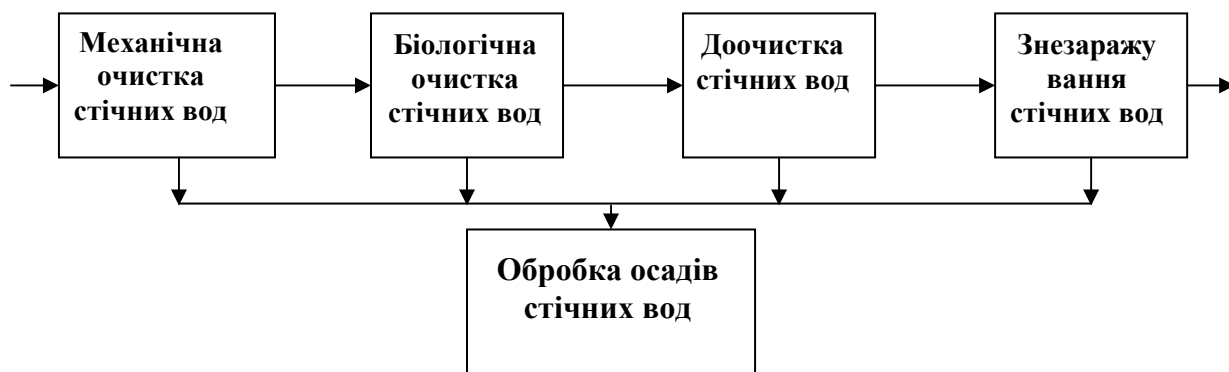 Механічна
очистка
стічних вод
Біологічна
очистка
стічних вод
Доочистка
стічних вод
Знезаражу
вання
стічних вод
Обробка осадів
стічних вод